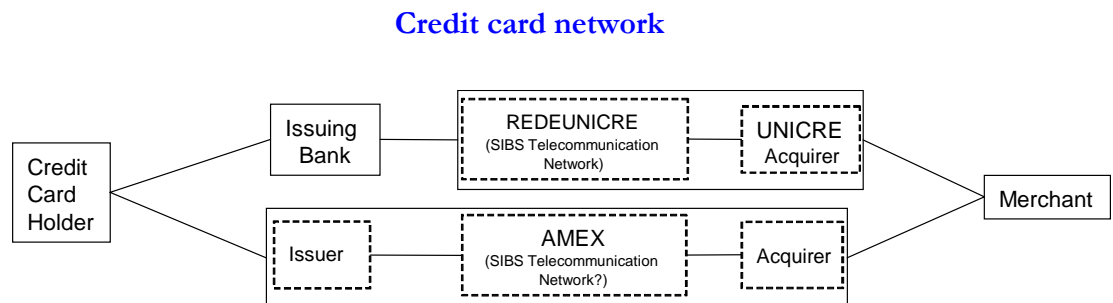 Credit card network
Credit
Card
Holder
Issuing
Bank
REDEUNICRE
(SIBS Telecommunication
Network)
UNICRE
Acquirer
Issuer
AMEX
(SIBS Telecommunication
Network?)
Acquirer
Merchant